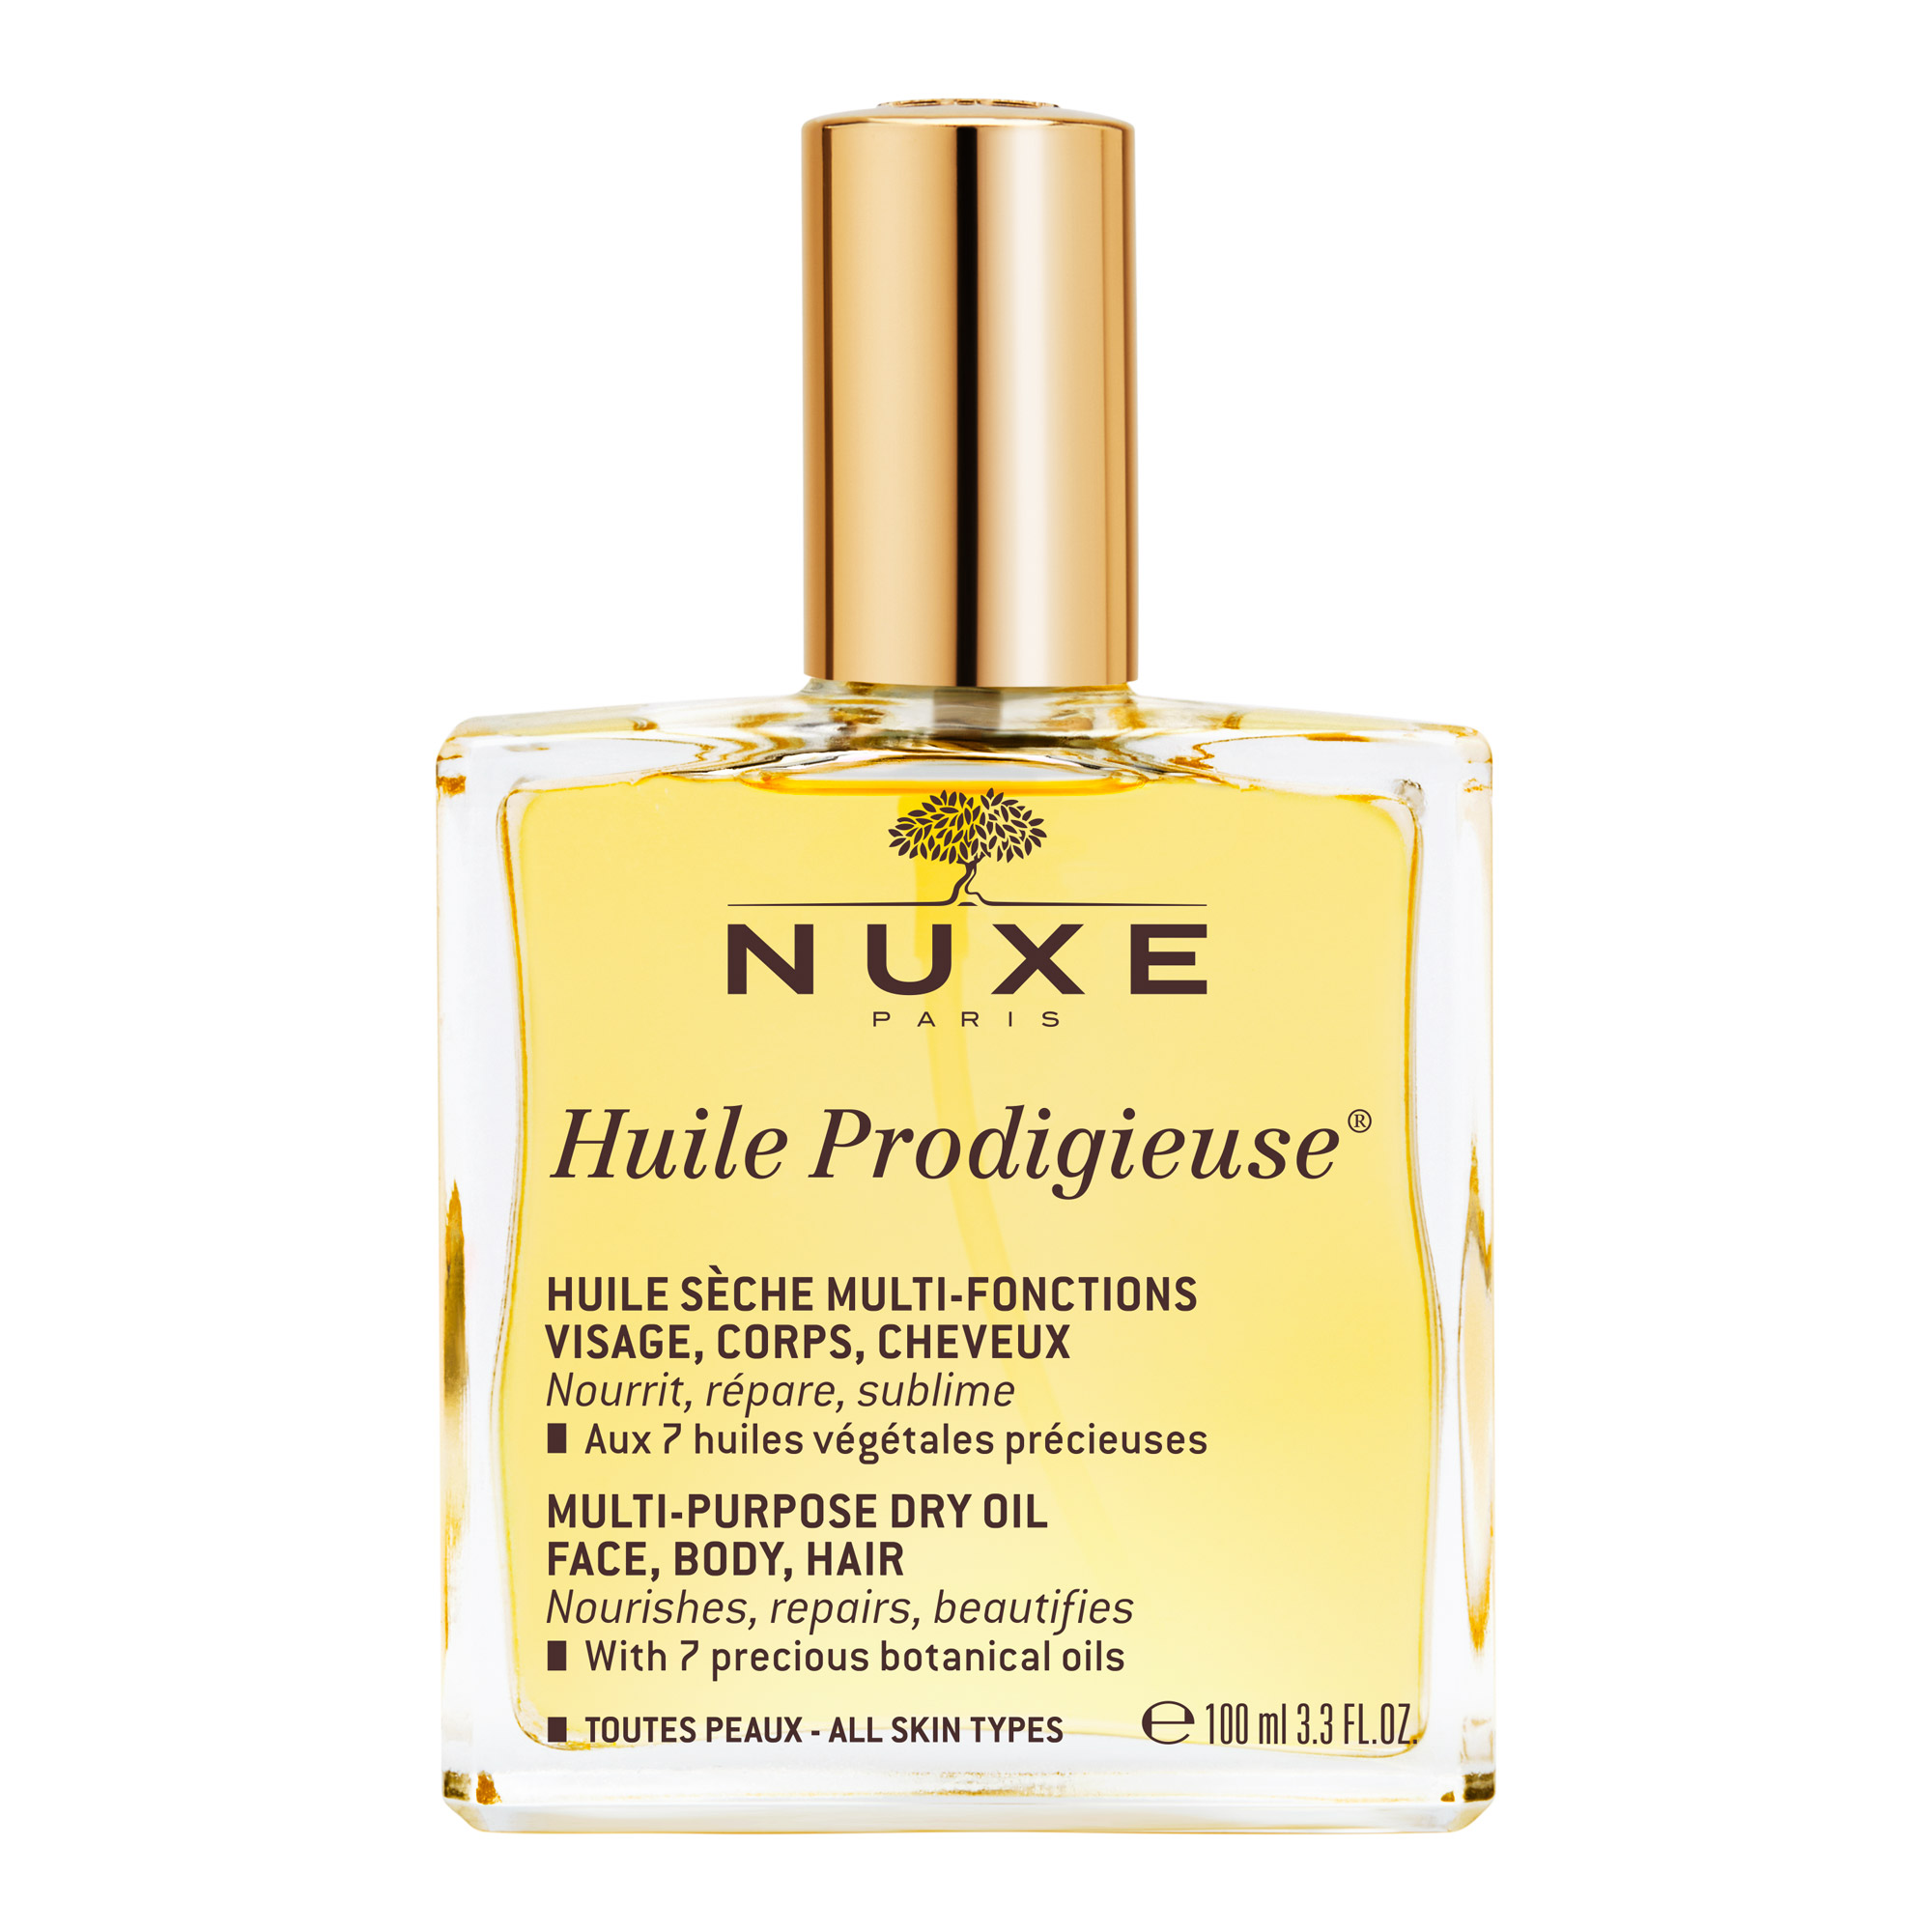 NUXE
PARIS
Huile Prodigieuse®
HUILE SÈCHE MULTI-FONCTIONS
VISAGE, CORPS, CHEVEUX
Nourrit, répare, sublime
■ Aux 7 huiles végétales précieuses
MULTI-PURPOSE DRY OIL
FACE, BODY, HAIR
Nourishes, repairs, beautifies
■ With 7 precious botanical oils
■ TOUTES PEAUX - ALL SKIN TYPES ℮ 100 ml 3.3 FL.OZ.